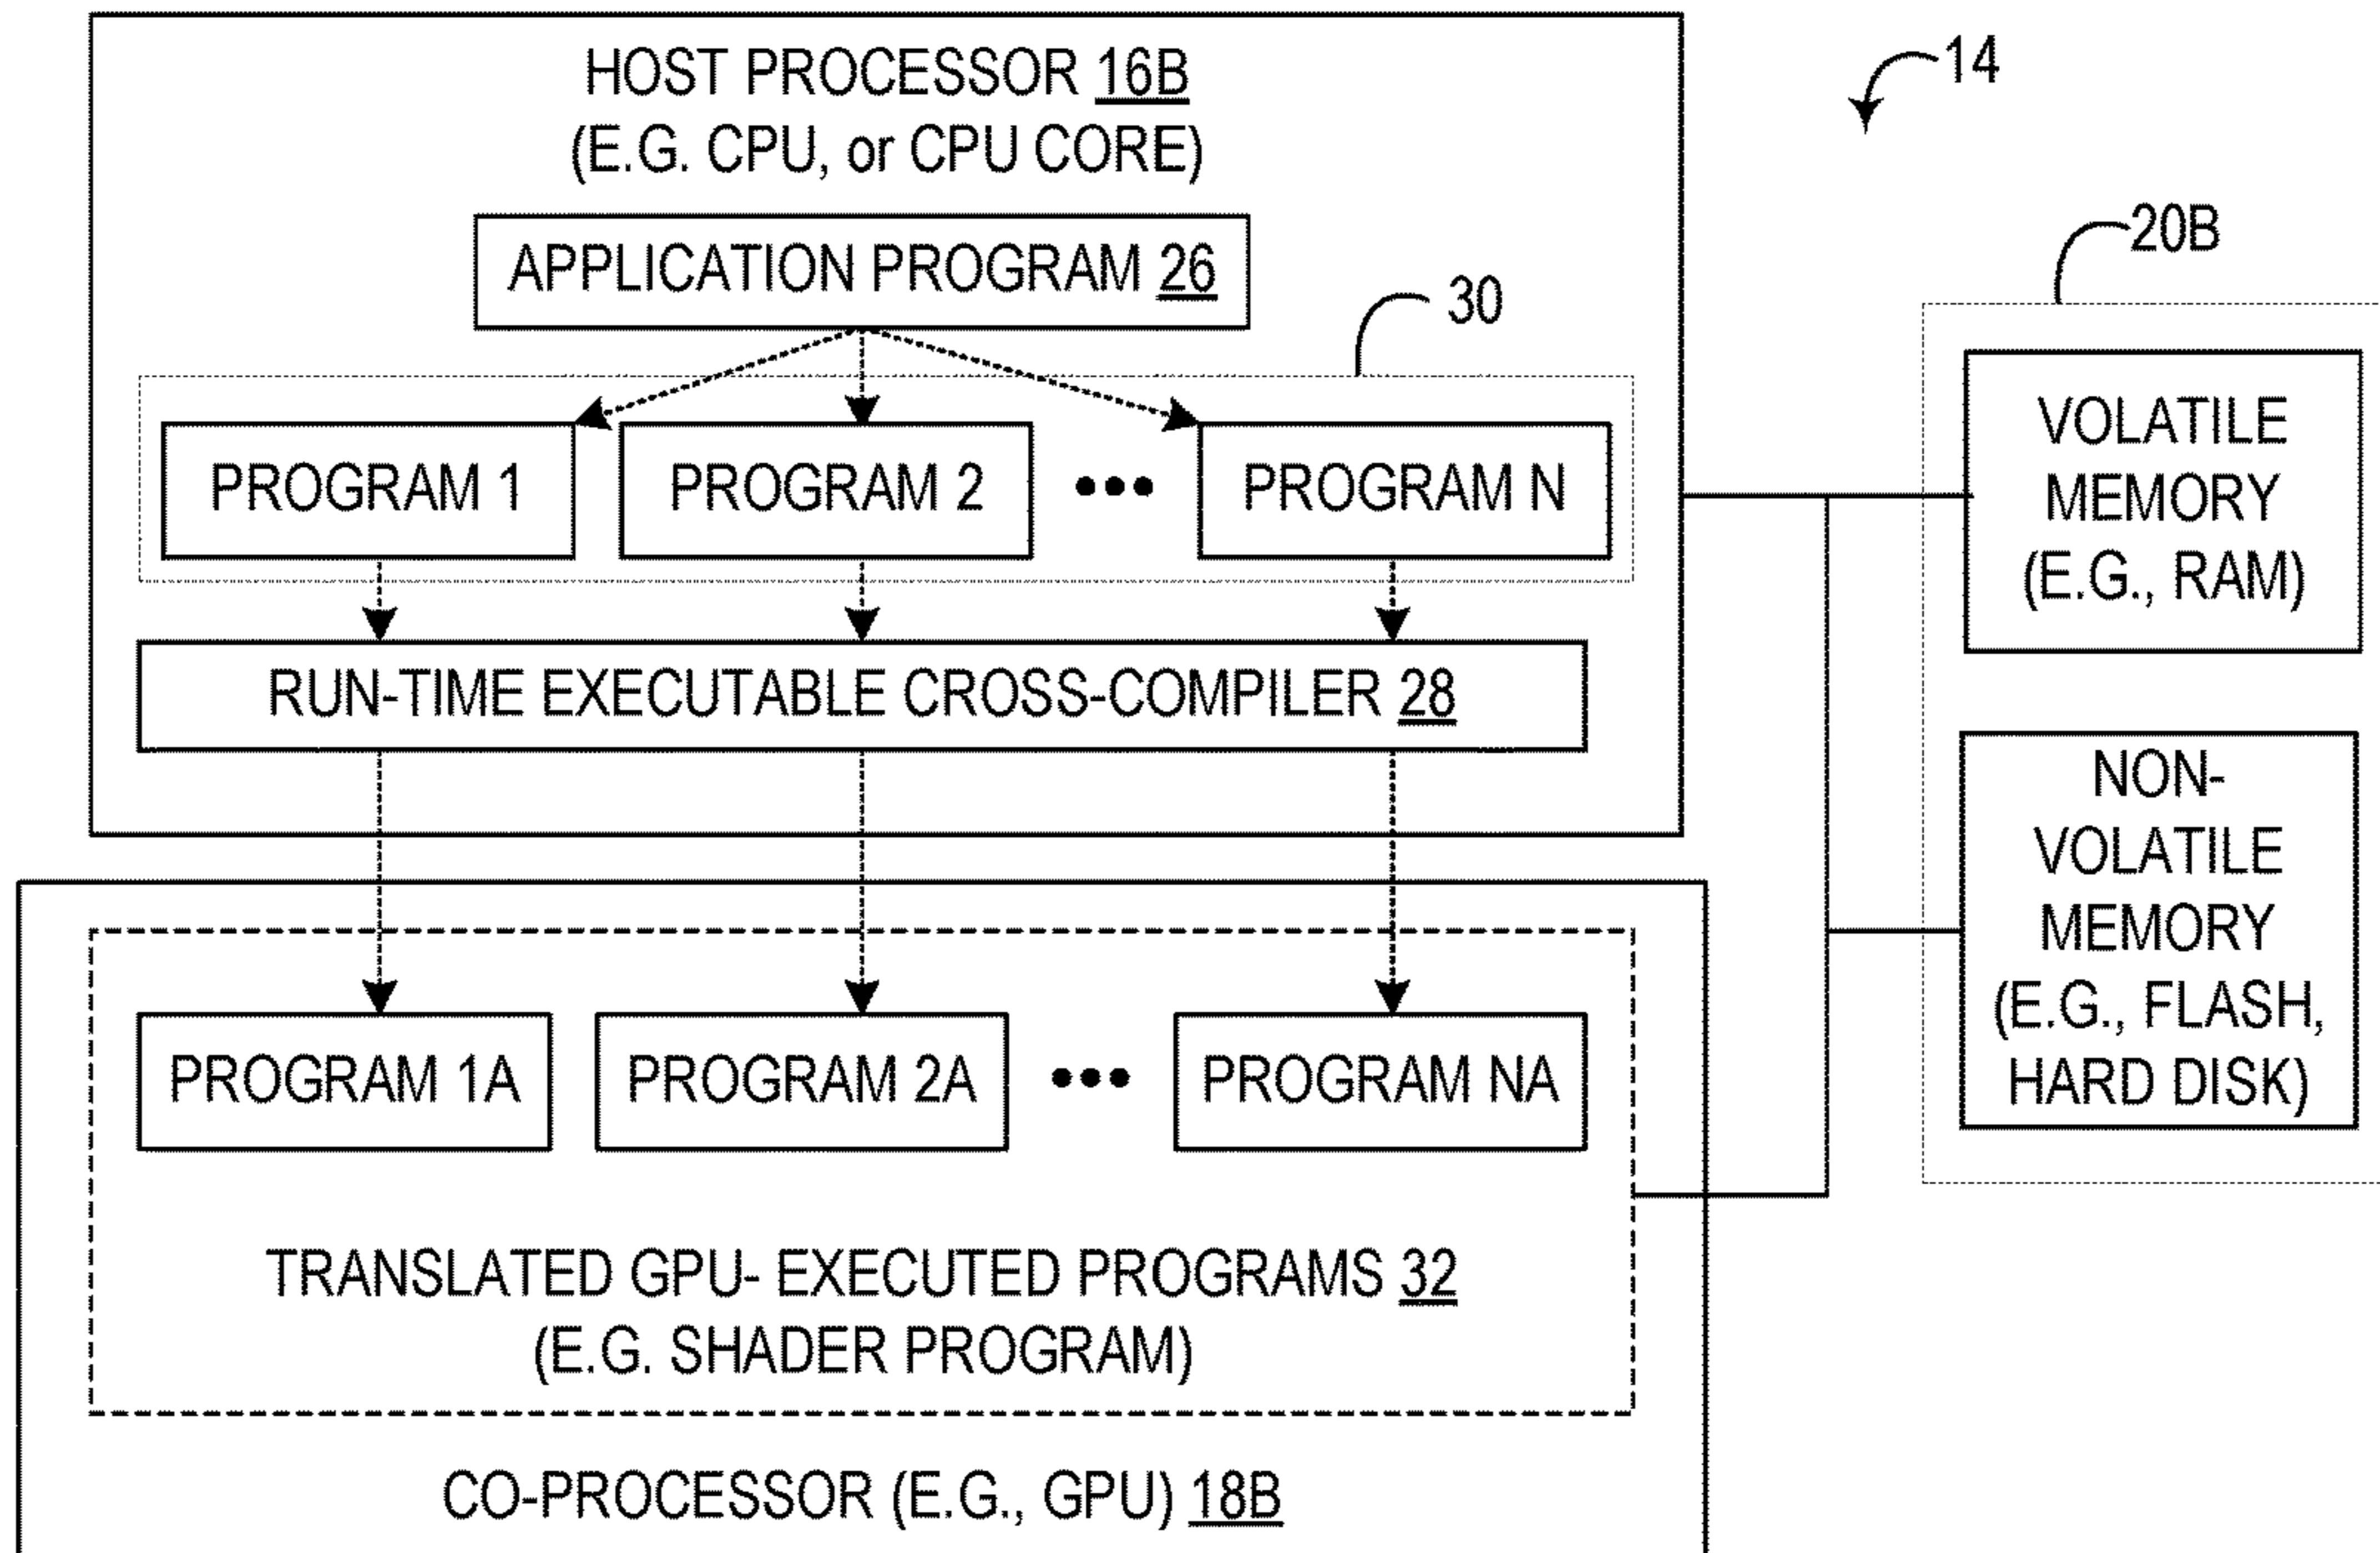 HOST PROCESSOR 16B
(E.G. CPU, or CPU CORE)
14
APPLICATION PROGRAM 26
30
20B
PROGRAM 1
PROGRAM 2
•••
PROGRAM N
RUN-TIME EXECUTABLE CROSS-COMPILER 28
VOLATILE
MEMORY
(E.G., RAM)
NON-
VOLATILE
MEMORY
(E.G., FLASH,
HARD DISK)
PROGRAM 1A
PROGRAM 2A
•••
PROGRAM NA
TRANSLATED GPU- EXECUTED PROGRAMS 32
(E.G. SHADER PROGRAM)
CO-PROCESSOR (E.G., GPU) 18B